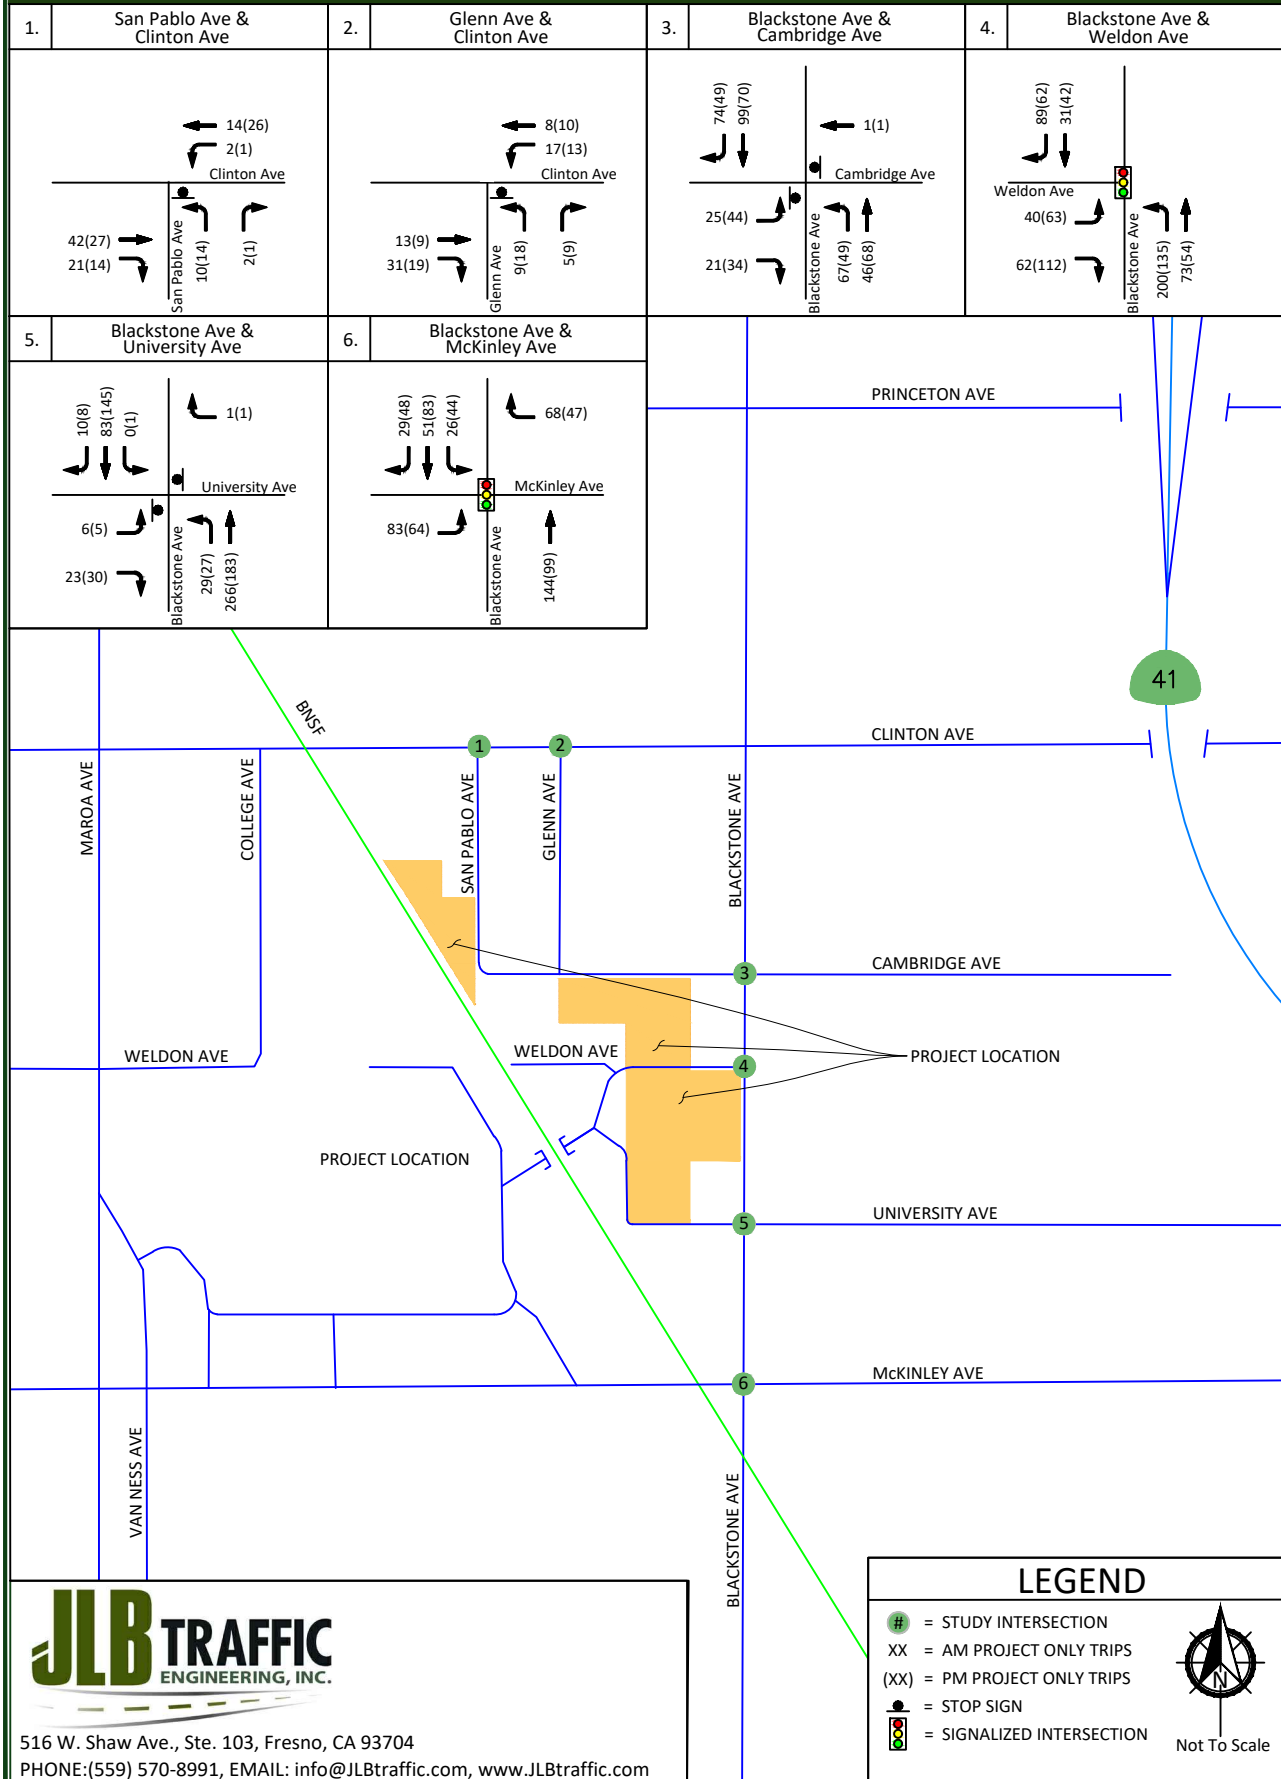 1.
San Pablo Ave &
Clinton Ave
14(26)
2(1)
Clinton Ave
42(27)
21(14)
San Pablo Ave
10(14)
2(1)
2.
Glenn Ave &
Clinton Ave
8(10)
17(13)
Clinton Ave
13(9)
31(19)
Glenn Ave
9(18)
5(9)
3.
Blackstone Ave &
Cambridge Ave
74(49)
99(70)
1(1)
Cambridge Ave
25(44)
21(34)
Blackstone Ave
67(49)
46(68)
4.
Blackstone Ave &
Weldon Ave
89(62)
31(42)
Weldon Ave
40(63)
62(112)
Blackstone Ave
200(135)
73(54)
5.
Blackstone Ave &
University Ave
10(8)
83(145)
0(1)
1(1)
University Ave
6(5)
23(30)
Blackstone Ave
29(27)
266(183)
6.
Blackstone Ave &
McKinley Ave
29(48)
51(83)
26(44)
68(47)
McKinley Ave
83(64)
Blackstone Ave
144(99)
PRINCETON AVE
41
BNSF
CLINTON AVE
1
2
MAROA AVE
COLLEGE AVE
SAN PABLO AVE
GLENN AVE
BLACKSTONE AVE
CAMBRIDGE AVE
3
WELDON AVE
WELDON AVE
4
PROJECT LOCATION
PROJECT LOCATION
UNIVERSITY AVE
5
McKINLEY AVE
6
VAN NESS AVE
BLACKSTONE AVE
JLB TRAFFIC
ENGINEERING, INC.
516 W. Shaw Ave., Ste. 103, Fresno, CA 93704
PHONE:(559) 570-8991, EMAIL: info@JLBtraffic.com, www.JLBtraffic.com
LEGEND
# = STUDY INTERSECTION
XX = AM PROJECT ONLY TRIPS
(XX) = PM PROJECT ONLY TRIPS
= STOP SIGN
= SIGNALIZED INTERSECTION
N
Not To Scale